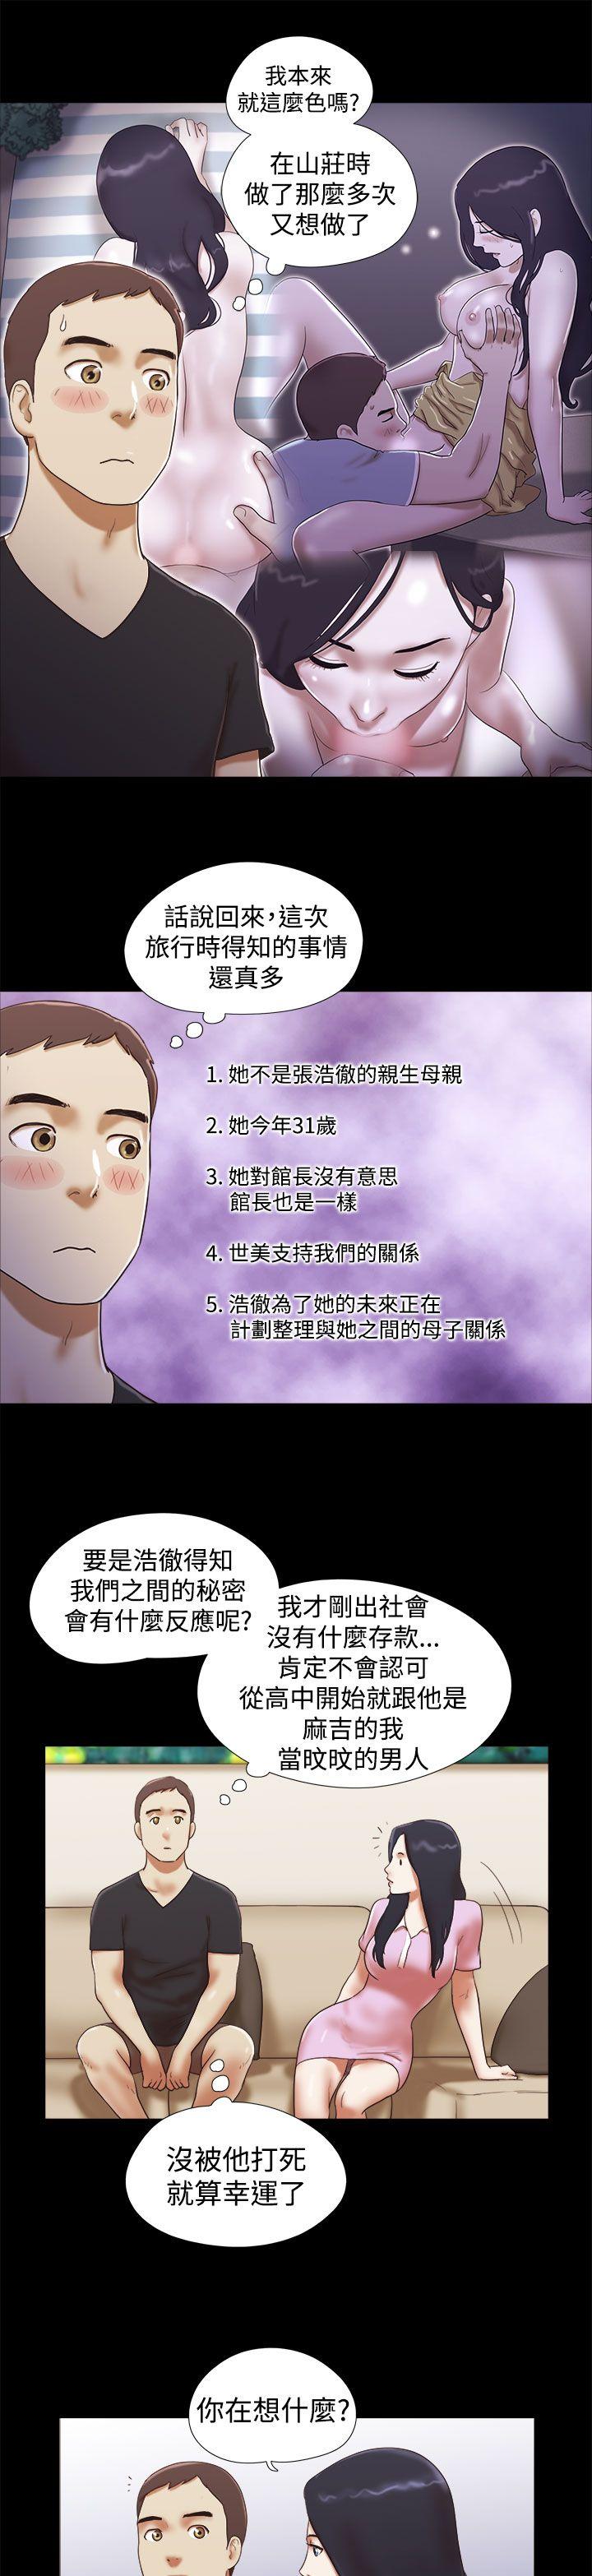 我本來
就這麼色嗎?
在山莊時
做了那麼多次
又想做了
話說回來，這次
旅行時得知的事情
還真多
1. 她不是張浩徹的親生母親
2. 她今年31歲
3. 她對館長沒有意思
館長也是一樣
4. 世美支持我們的關係
5. 浩徹為了她的未來正在
計劃整理與她之間的母子關係
要是浩徹得知
我們之間的秘密
會有什麼反應呢?
我才剛出社會
沒有什麼存款...
肯定不會認可
從高中開始就跟他是
麻吉的我
當旼旼的男人
沒被他打死
就算幸運了
你在想什麼?